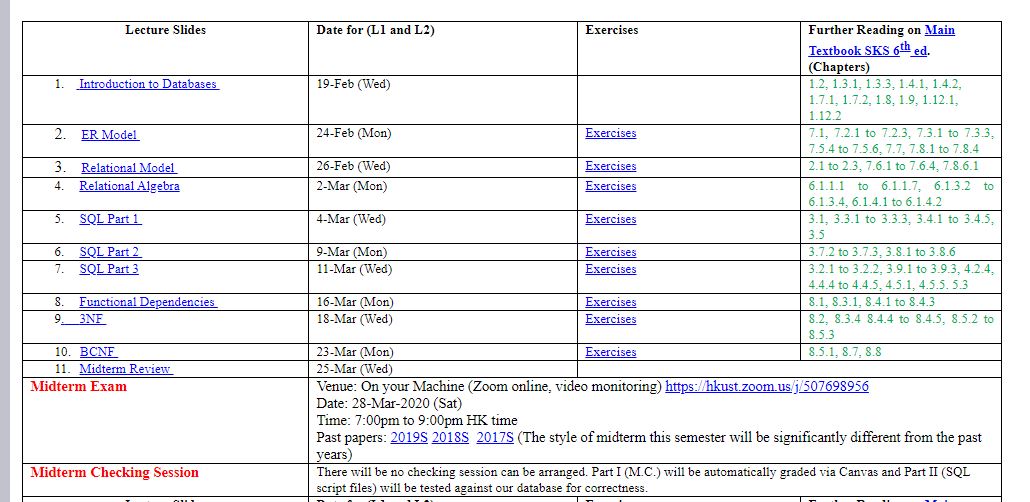 Lecture Slides
Date for (L1 and L2)
Exercises
Further Reading on Main
Textbook SKS 6th ed.
(Chapters)
1. Introduction to Databases
19-Feb (Wed)
1.2, 1.3.1, 1.3.3, 1.4.1, 1.4.2,
1.7.1, 1.7.2, 1.8, 1.9, 1.12.1,
1.12.2
2. ER Model
24-Feb (Mon)
Exercises
7.1, 7.2.1 to 7.2.3, 7.3.1 to 7.3.3,
7.5.4 to 7.5.6, 7.7, 7.8.1 to 7.8.4
3. Relational Model
26-Feb (Wed)
Exercises
2.1 to 2.3, 7.6.1 to 7.6.4, 7.8.6.1
4. Relational Algebra
2-Mar (Mon)
Exercises
6.1.1.1 to 6.1.1.7, 6.1.3.2 to
6.1.3.4, 6.1.4.1 to 6.1.4.2
5. SQL Part 1
4-Mar (Wed)
Exercises
3.1, 3.3.1 to 3.3.3, 3.4.1 to 3.4.5,
3.5
6. SQL Part 2
9-Mar (Mon)
Exercises
3.7.2 to 3.7.3, 3.8.1 to 3.8.6
7. SQL Part 3
11-Mar (Wed)
Exercises
3.2.1 to 3.2.2, 3.9.1 to 3.9.3, 4.2.4,
4.4.4 to 4.4.5, 4.5.1, 4.5.5. 5.3
8. Functional Dependencies
16-Mar (Mon)
Exercises
8.1, 8.3.1, 8.4.1 to 8.4.3
9. 3NF
18-Mar (Wed)
Exercises
8.2, 8.3.4 8.4.4 to 8.4.5, 8.5.2 to
8.5.3
10. BCNF
23-Mar (Mon)
Exercises
8.5.1, 8.7, 8.8
11. Midterm Review
25-Mar (Wed)
Midterm Exam
Venue: On your Machine (Zoom online, video monitoring) https://hkust.zoom.us/j/507698956
Date: 28-Mar-2020 (Sat)
Time: 7:00pm to 9:00pm HK time
Past papers: 2019S 2018S 2017S (The style of midterm this semester will be significantly different from the past
years)
Midterm Checking Session
There will be no checking session can be arranged. Part I (M.C.) will be automatically graded via Canvas and Part II (SQL
script files) will be tested against our database for correctness.